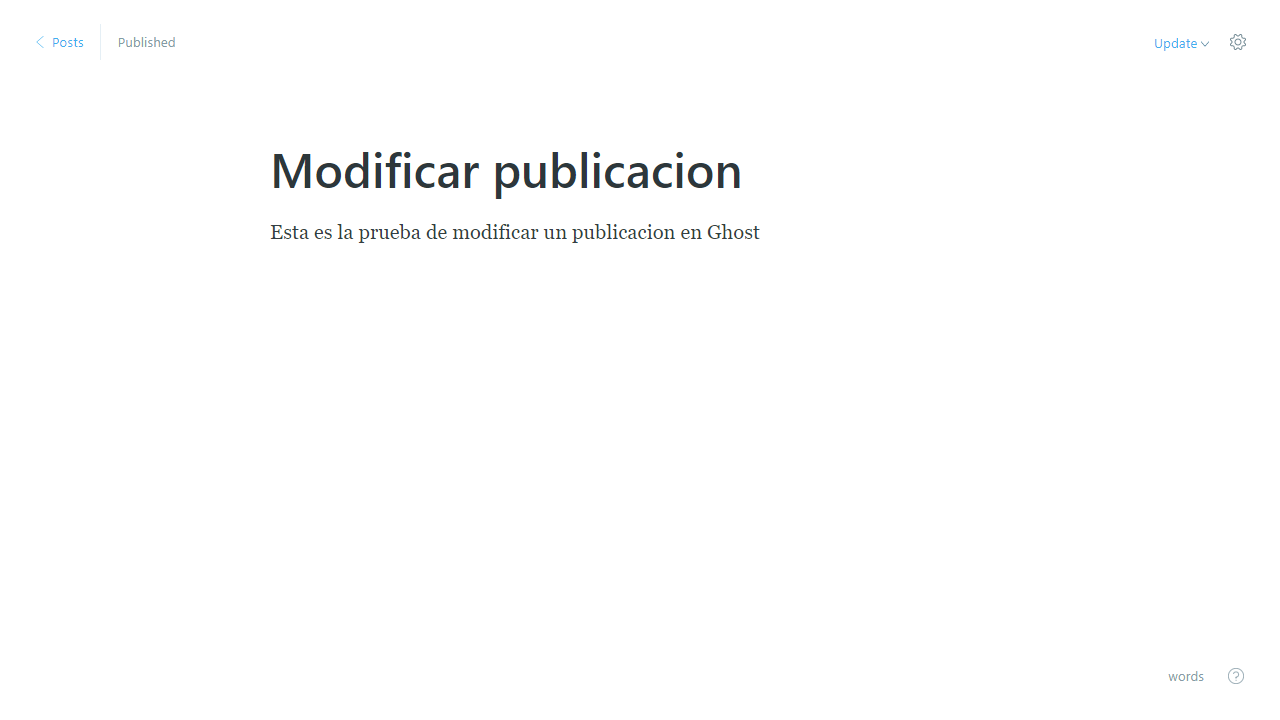 Posts
Published
Update
Modificar publicacion
Esta es la prueba de modificar un publicacion en Ghost
words
?